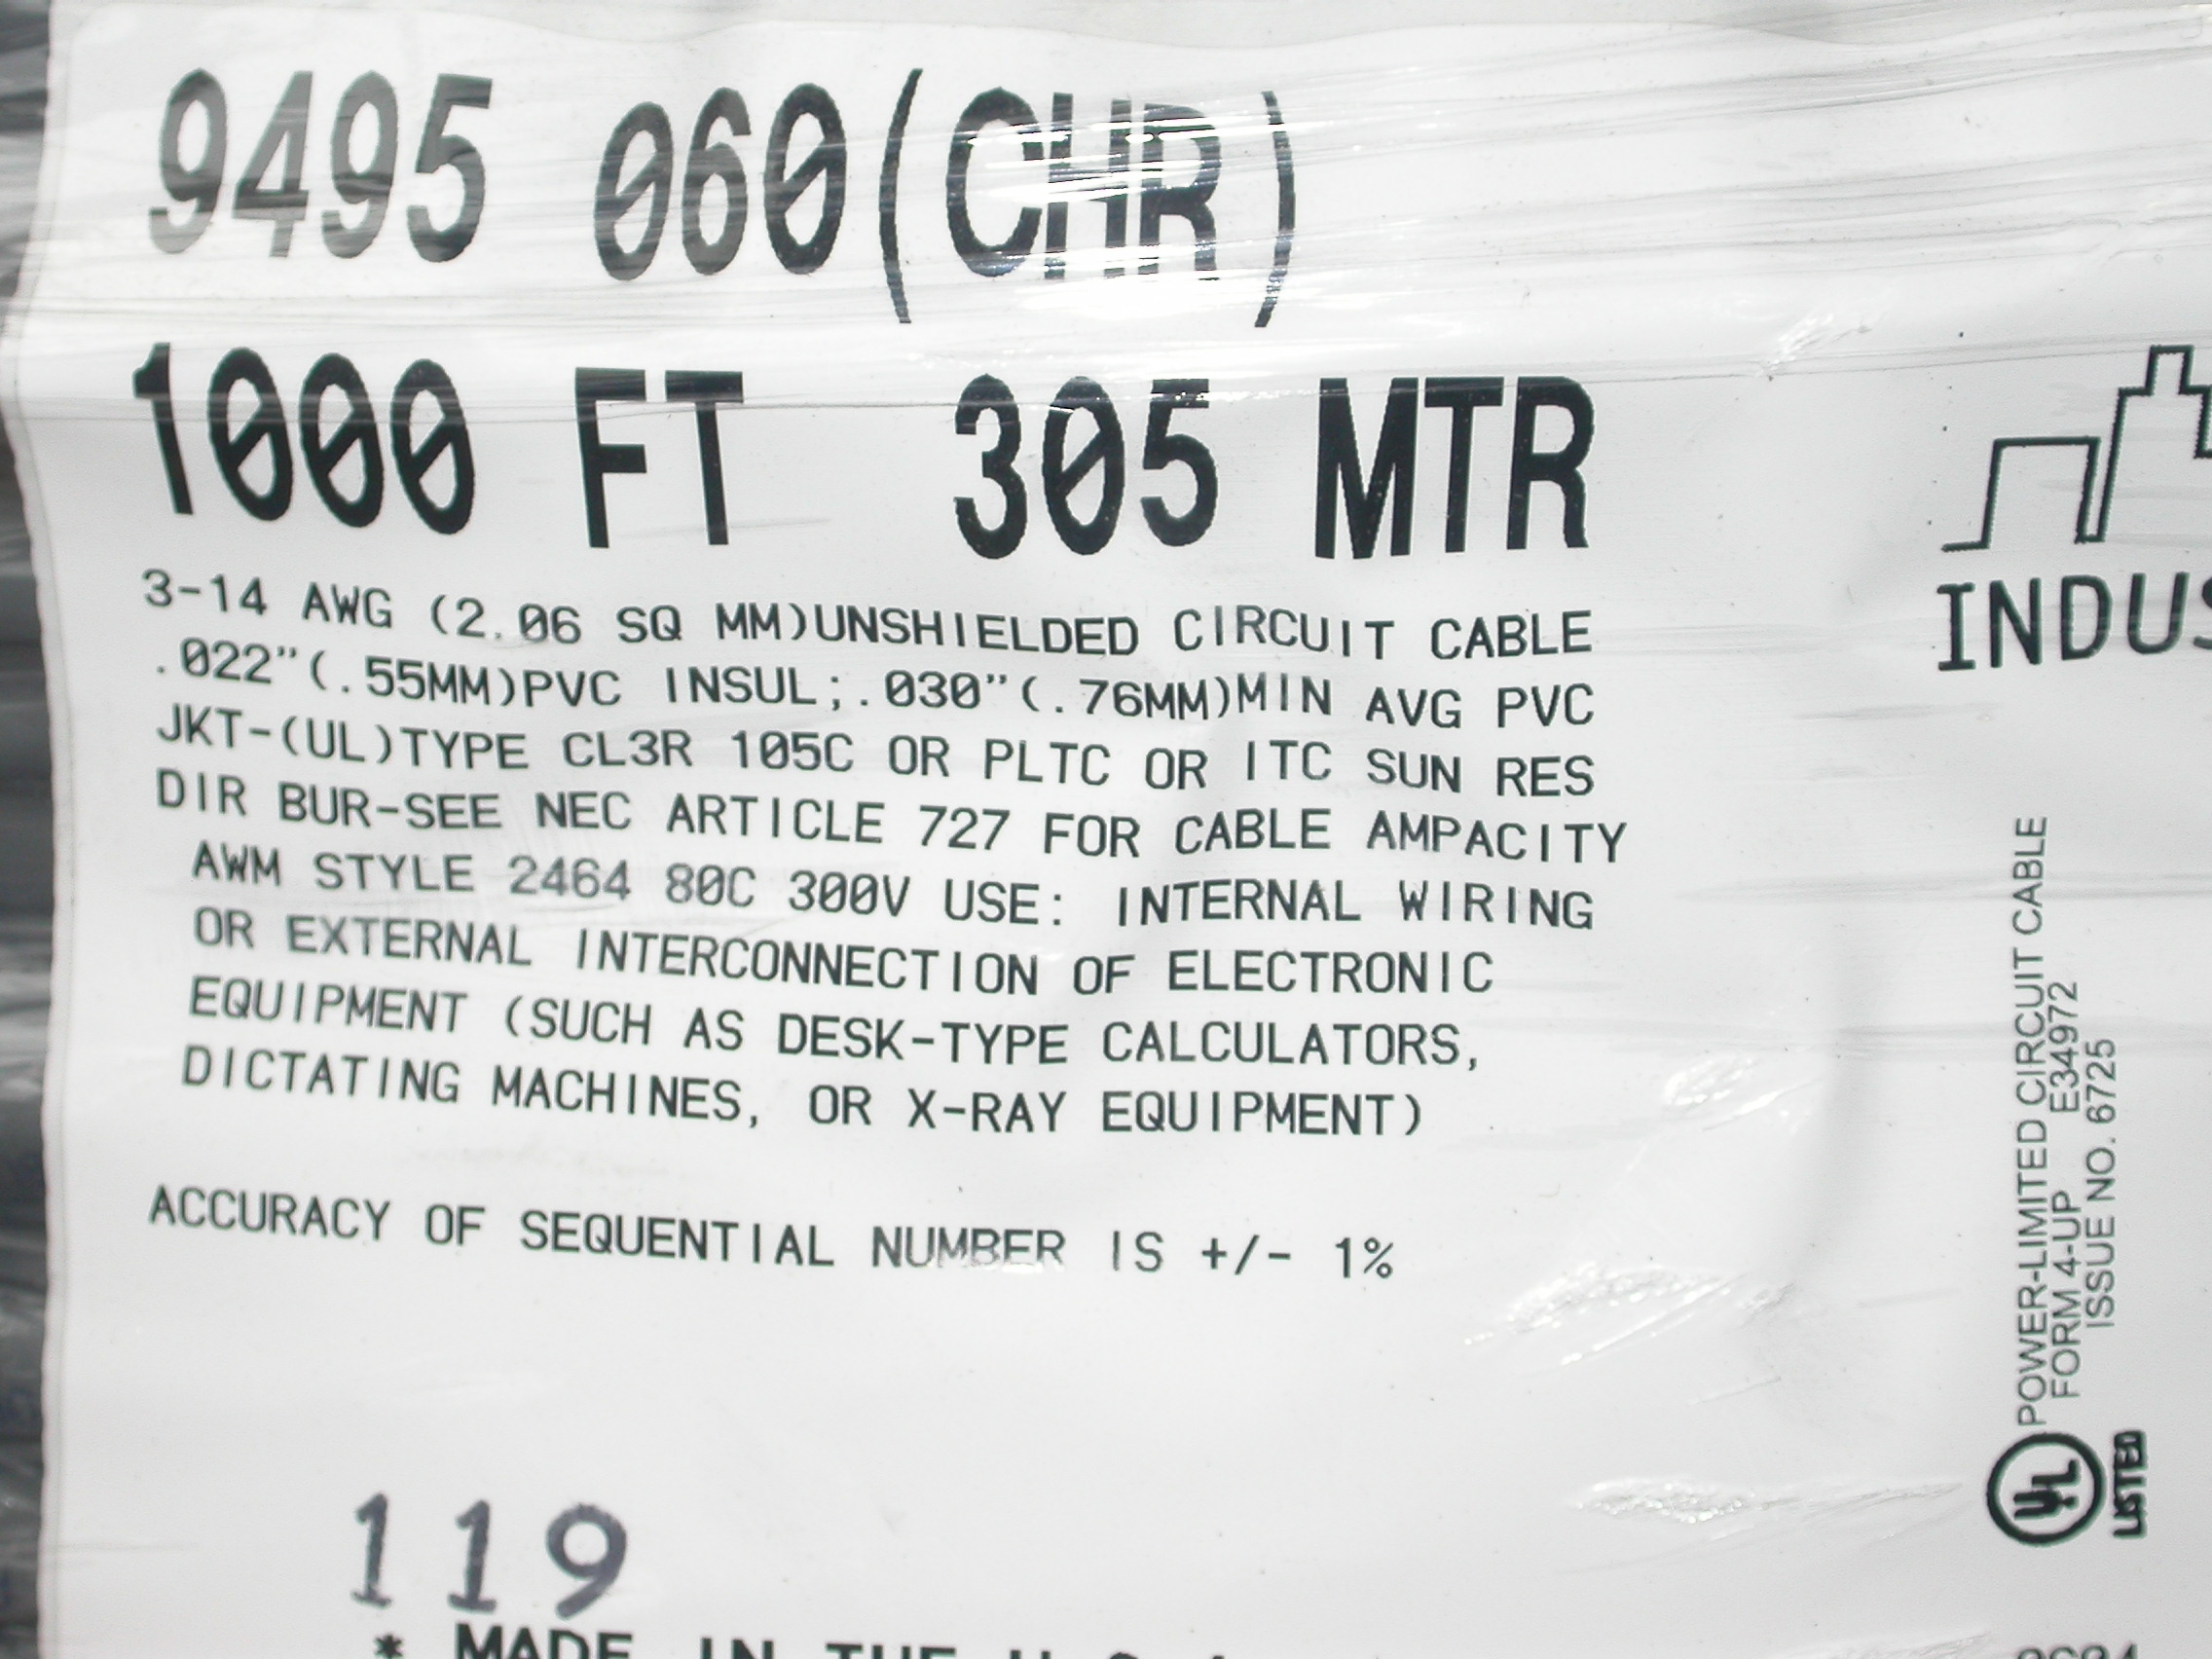 9495 060(CHR)
1000 FT 305 MTR
3-14 AWG (2.06 SQ MM)UNSHIELDED CIRCUIT CABLE
.022"(.55MM)PVC INSUL;.030"(.76MM)MIN AVG PVC
JKT-(UL)TYPE CL3R 105C OR PLTC OR ITC SUN RES
DIR BUR-SEE NEC ARTICLE 727 FOR CABLE AMPACITY
AWM STYLE 2464 80C 300V USE: INTERNAL WIRING
OR EXTERNAL INTERCONNECTION OF ELECTRONIC
EQUIPMENT (SUCH AS DESK-TYPE CALCULATORS,
DICTATING MACHINES, OR X-RAY EQUIPMENT)
ACCURACY OF SEQUENTIAL NUMBER IS +/- 1%
119
* MADE IN THE
INDUS
POWER-LIMITED CIRCUIT CABLE
FORM 4-UP E34972
ISSUE NO. 6725
UL
LISTED